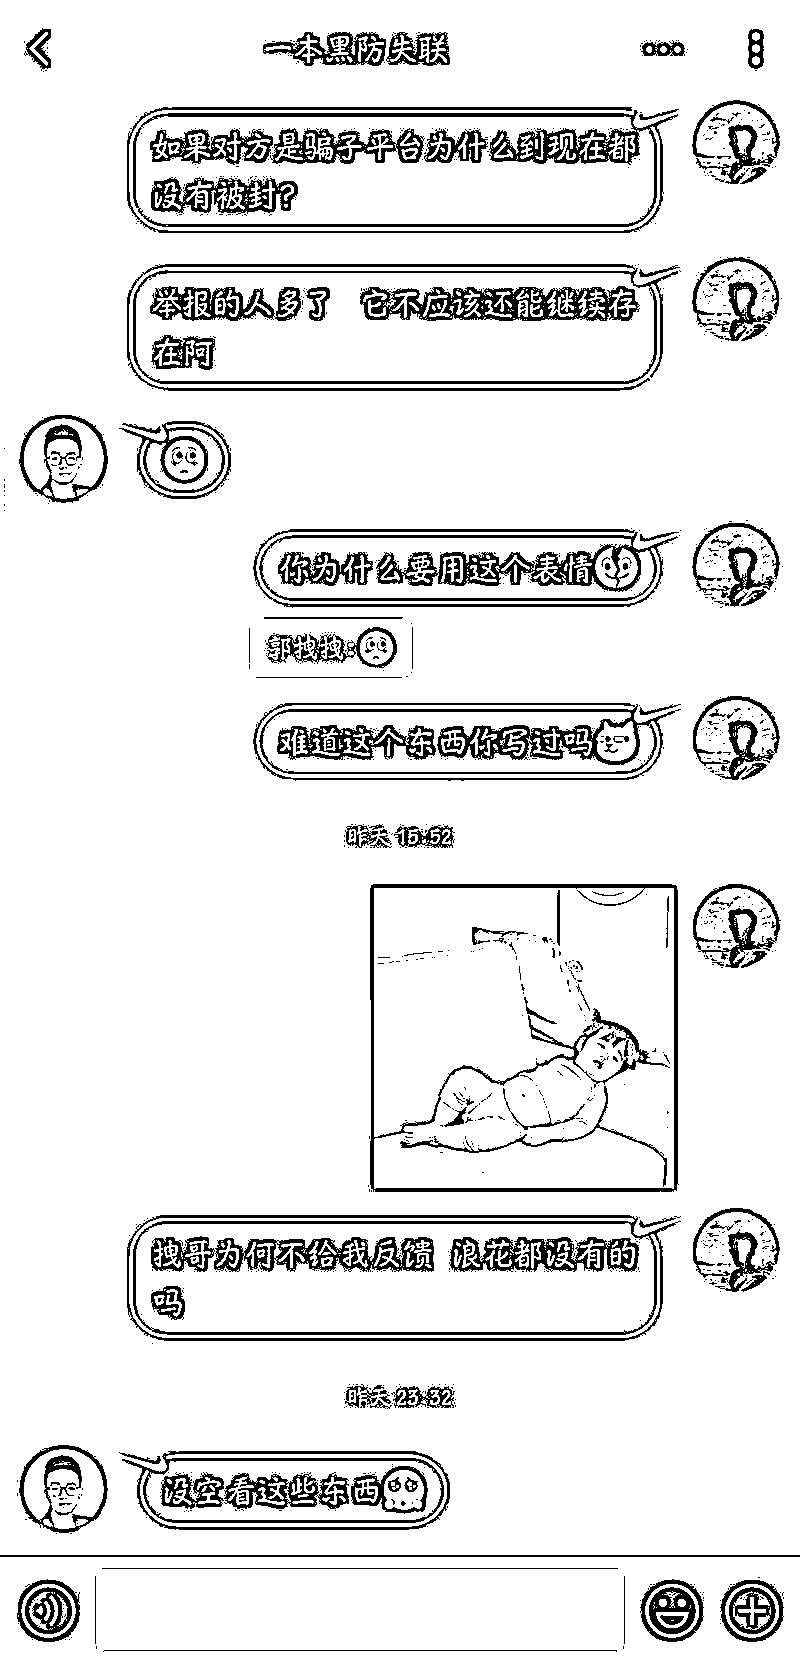 一本黑防失联
如果对方是骗子平台为什么到现在都
没有被封?
举报的人多了 它不应该还能继续存
在阿
你为什么要用这个表情
郭拽拽:
难道这个东西你写过吗
昨天 15:52
拽哥为何不给我反馈 浪花都没有的
吗
昨天 23:32
没空看这些东西